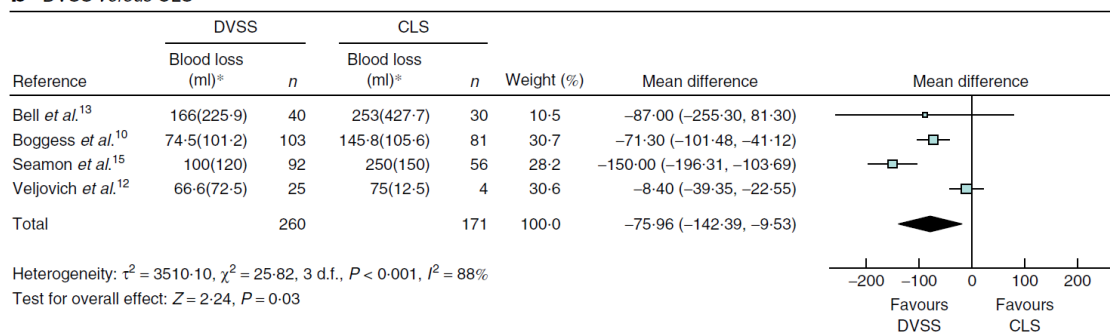 DVSS CLS
Blood loss Blood loss
Reference (ml)* n (ml)* n Weight (%) Mean difference Mean difference
Bell et al.13 166(225·9) 40 253(427·7) 30 10·5 −87·00 (−255·30, 81·30)
Boggess et al.10 74·5(101·2) 103 145·8(105·6) 81 30·7 −71·30 (−101·48, −41·12)
Seamon et al.15 100(120) 92 250(150) 56 28·2 −150·00 (−196·31, −103·69)
Veljovich et al.12 66·6(72·5) 25 75(12·5) 4 30·6 −8·40 (−39·35, −22·55)
Total 260 171 100·0 −75·96 (−142·39, −9·53)
Heterogeneity: τ2 = 3510·10, χ2 = 25·82, 3 d.f., P < 0·001, I2 = 88%
Test for overall effect: Z = 2·24, P = 0·03
−200 −100 0 100 200
Favours Favours
DVSS CLS